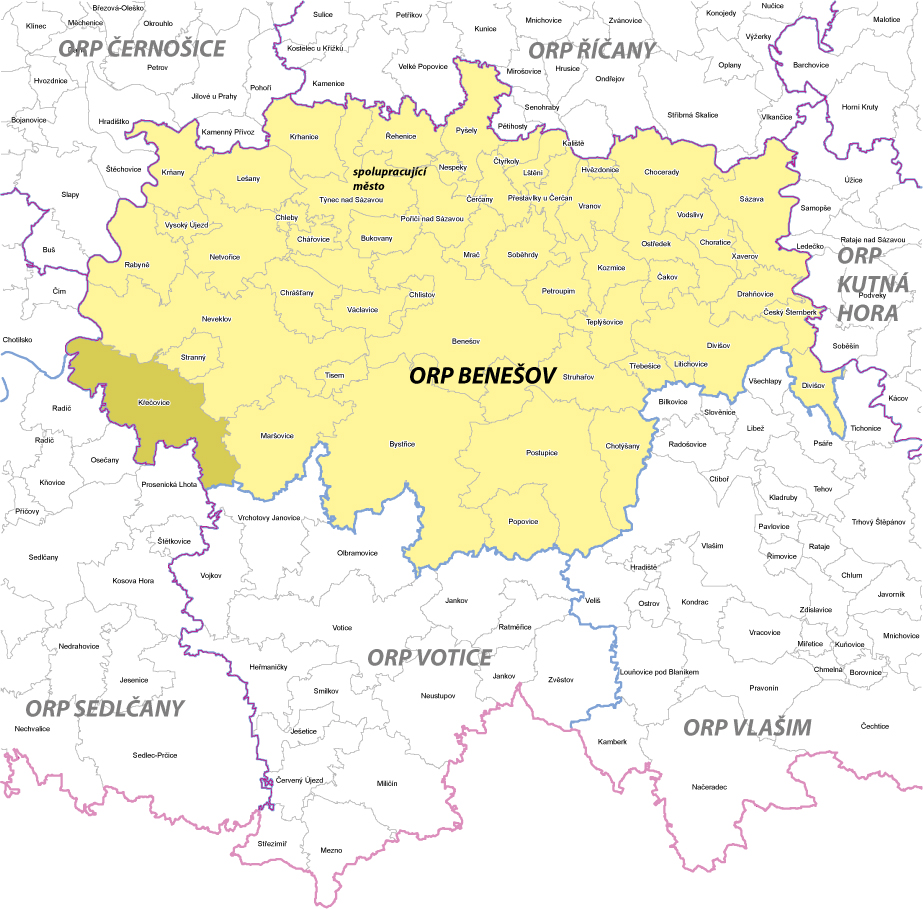 Březová-Oleško
Sulice
Petříkov
Nučice
Klínec
Měchenice
Okrouhlo
Kunice
Mnichovice
Zvánovice
Konojedy
Malotice
ORP ČERNOŠICE
Kostelec u Křížků
ORP ŘÍČANY
Výžerky
Petrov
Velké Popovice
Mirošovice
Hrusice
Oplany
Barchovice
Hvozdnice
Pohoří
Kamenice
Ondřejov
Jílové u Prahy
Senohraby
Horní Kruty
Bojanovice
Hradištko
Kamenný Přívoz
Krhanice
Řehenice
Pyšely
Pětihosty
Stříbrná Skalice
Vlkančice
Kaliště
Štěchovice
Krňany
Lešany
spolupracující
město
Nespeky
Čtyřkoly
Lštění
Hvězdonice
Chocerady
Úžice
Slapy
Týnec nad Sázavou
Čerčany
Přestavlky u Čerčan
Vranov
Sázava
Samopše
Vysoký Újezd
Chleby
Poříčí nad Sázavou
Vodslivy
Buš
Chářovice
Bukovany
Ostředek
Choratice
Ledečko
Rataje nad Sázavou
Rabyně
Netvořice
Mrač
Soběhrdy
Kozmice
Xaverov
ORP
KUTNÁ
HORA
Čím
Chrášťany
Chlistov
Petroupim
Čakov
Drahňovice
Podveky
Neveklov
Václavice
Teplýšovice
Český Šternberk
Chotilsko
Benešov
Divišov
Soběšín
Stranný
Tisem
ORP BENEŠOV
Struhařov
Třebešice
Litichovice
Všechlapy
Divišov
Radíč
Křečovice
Bílkovice
Slověnice
Kácov
Radíč
Maršovice
Bystřice
Postupice
Chotýšany
Radošovice
Libež
Psáře
Tichonice
Osečany
Kňovice
Prosenická Lhota
Ctiboř
Kladruby
Tehov
Příčovy
Vrchotovy Janovice
Popovice
Pavlovice
Trhový Štěpánov
Štětkovice
Sedlčany
Olbramovice
Vlašim
Římovice
Rataje
Kosova Hora
Vojkov
Hradiště
Chlum
Jankov
Veliš
Ostrov
Kondrac
Zdislavice
Javorník
Votice
Ratměřice
Vracovice
Mnichovice
Nedrahovice
Miřetice
Kuňovice
ORP VOTICE
Heřmaničky
Jankov
Zvěstov
Louňovice pod Blaníkem
Chmelná
Borovnice
Jesenice
Smilkov
Neustupov
Pravonín
ORP SEDLČANY
Nechvalice
Ješetice
Kamberk
ORP VLAŠIM
Čechtice
Sedlec-Prčice
Červený Újezd
Miličín
Načeradec
Střezimíř
Mezno